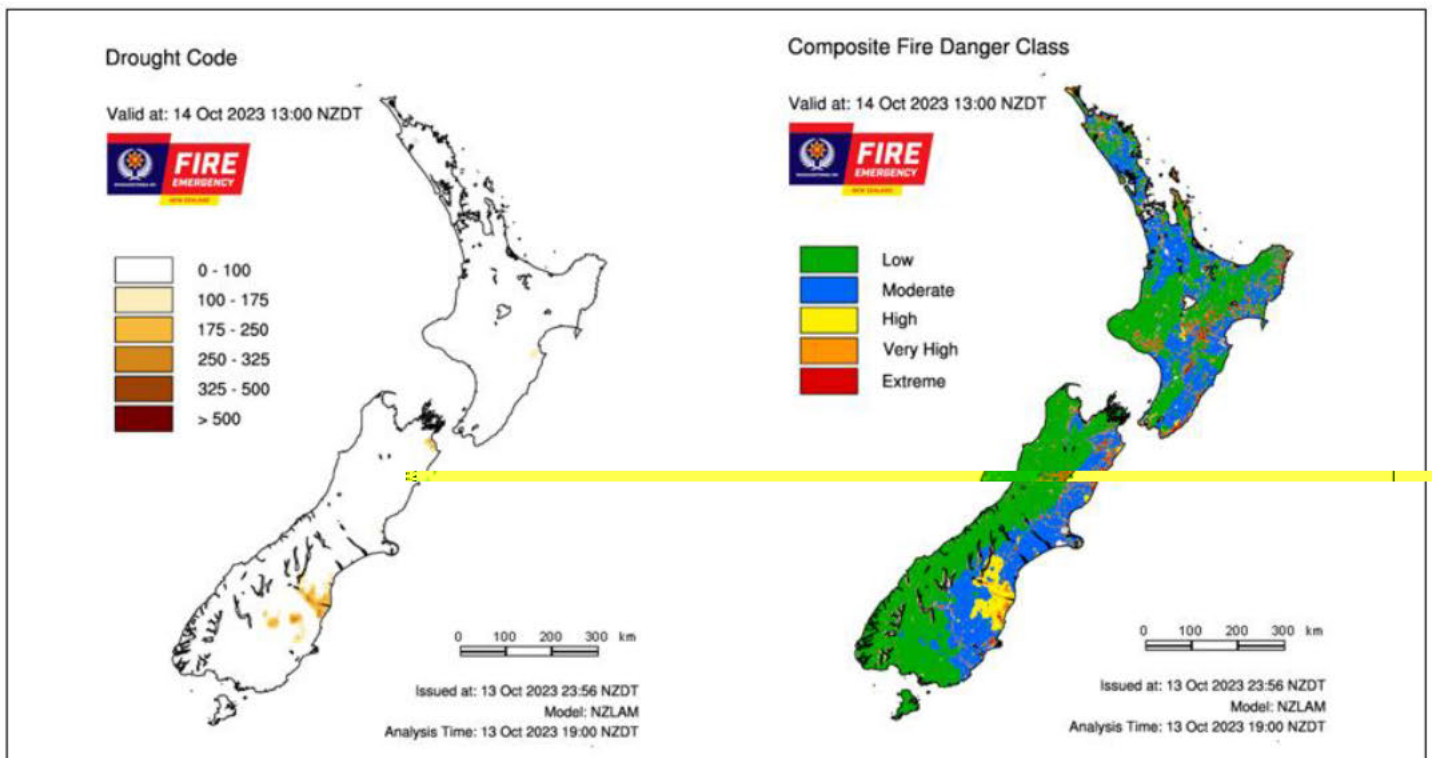 Drought Code
Valid at: 14 Oct 2023 13:00 NZDT
FIRE
EMERGENCY
NEW ZEALAND
0 - 100
100 - 175
175 - 250
250 - 325
325 - 500
> 500
0 100 200 300 km
Issued at: 13 Oct 2023 23:56 NZDT
Model: NZLAM
Analysis Time: 13 Oct 2023 19:00 NZDT
Composite Fire Danger Class
Valid at: 14 Oct 2023 13:00 NZDT
FIRE
EMERGENCY
NEW ZEALAND
Low
Moderate
High
Very High
Extreme
0 100 200 300 km
Issued at: 13 Oct 2023 23:56 NZDT
Model: NZLAM
Analysis Time: 13 Oct 2023 19:00 NZDT